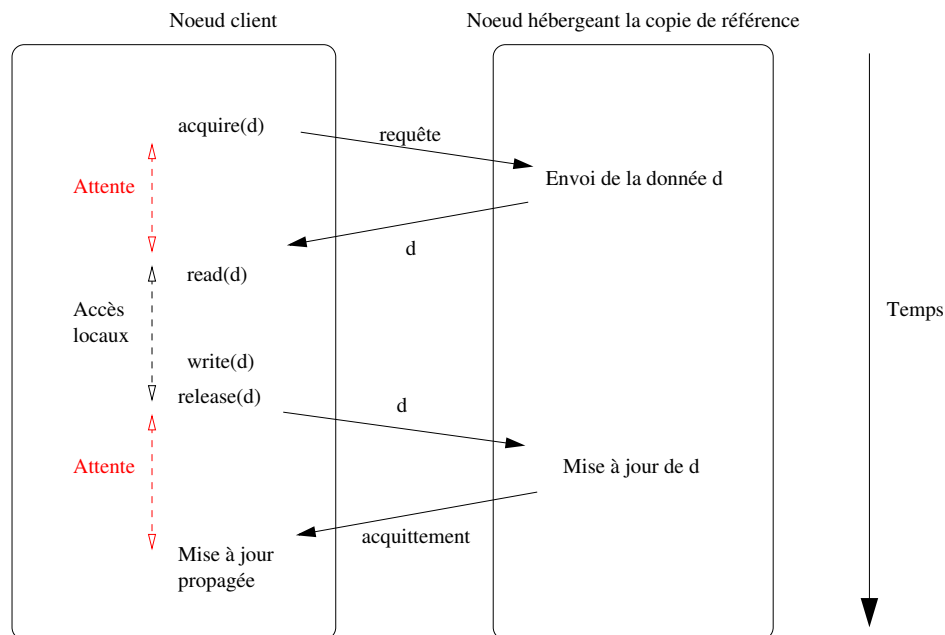 Noeud client
Noeud hébergeant la copie de référence
acquire(d)
requête
Attente
Envoi de la donnée d
d
read(d)
Accès
locaux
Temps
write(d)
release(d)
d
Attente
Mise à jour de d
acquittement
Mise à jour
propagée